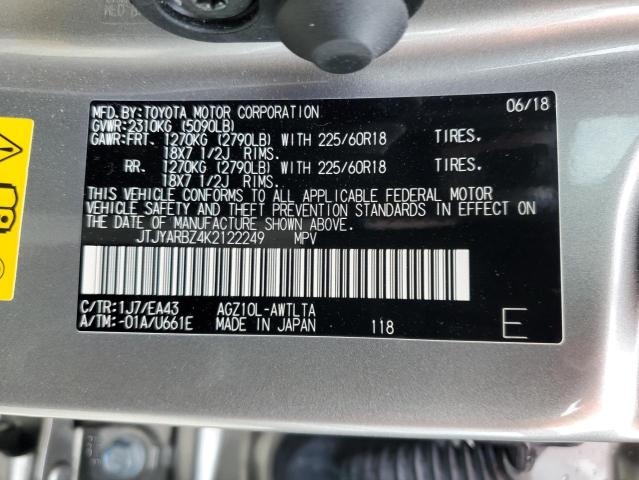 MFD.BY:TOYOTA MOTOR CORPORATION 06/18
GVWR:2310KG (5090LB)
GAWR:FRT. 1270KG (2790LB) WITH 225/60R18 TIRES.
18X7 1/2J RIMS.
RR. 1270KG (2790LB) WITH 225/60R18 TIRES.
18X7 1/2J RIMS.
THIS VEHICLE CONFORMS TO ALL APPLICABLE FEDERAL MOTOR
VEHICLE SAFETY AND THEFT PREVENTION STANDARDS IN EFFECT ON
THE DATE OF MANUFACTURE SHOWN ABOVE.
JTJYARBZ4K2122249 MPV
C/TR:1J7/EA43 AGZ10L-AWTLTA
A/TM:-01A/U661E MADE IN JAPAN 118 E